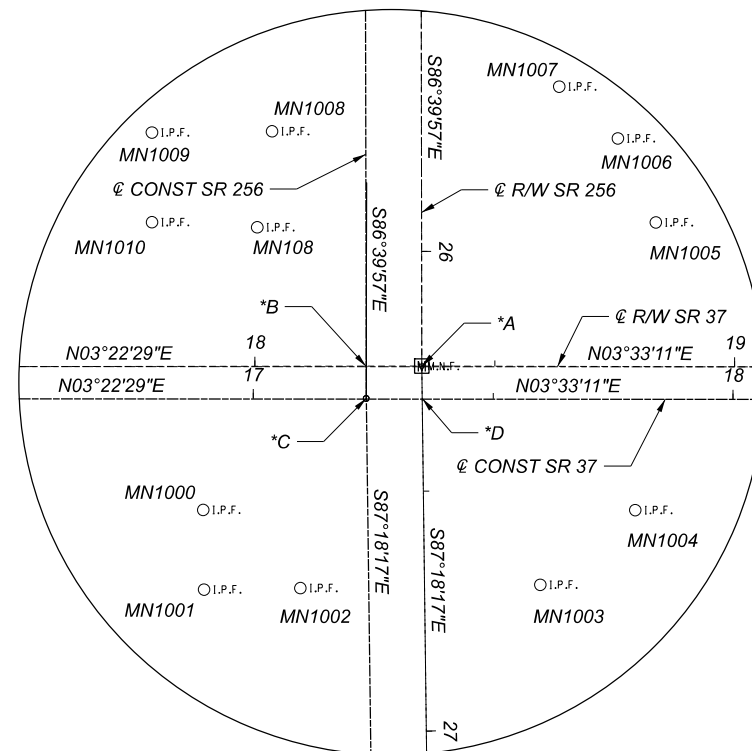 MN1007
I.P.F.
S86°39'57"E
MN1008
I.P.F.
I.P.F.
MN1009
I.P.F.
MN1006
℄ CONST SR 256
℄ R/W SR 256
S86°39'57"E
I.P.F.
MN1010
I.P.F.
MN108
I.P.F.
MN1005
26
*B
*A
℄ R/W SR 37
N03°22'29"E
18
M.N.F.
N03°33'11"E
19
N03°22'29"E
17
N03°33'11"E
18
*C
*D
℄ CONST SR 37
MN1000
I.P.F.
S87°18'17"E
I.P.F.
MN1004
S87°18'17"E
I.P.F.
MN1001
I.P.F.
MN1002
I.P.F.
MN1003
27